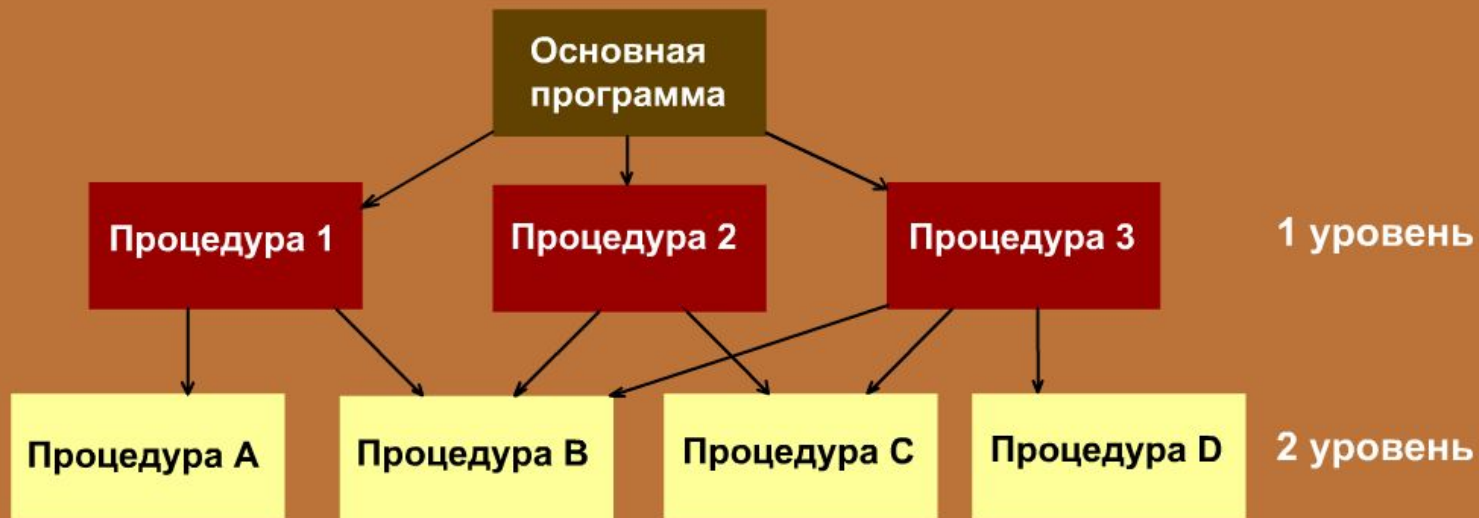 Основная
программа
Процедура 1
Процедура 2
Процедура 3
1 уровень
Процедура A
Процедура B
Процедура C
Процедура D
2 уровень